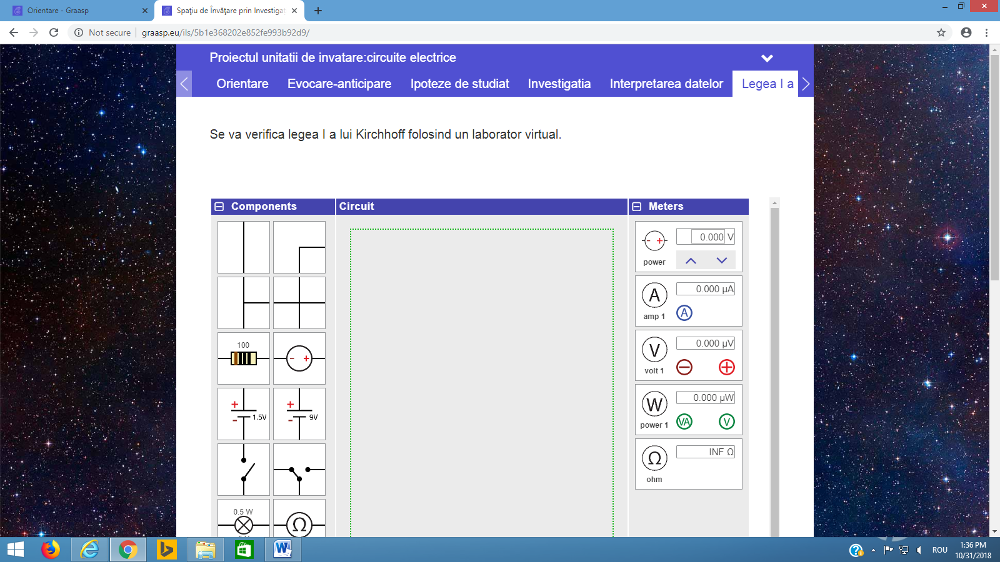 Orientare - Graasp
Spațiu de Învățare prin Investigat
Not secure
graasp.eu/ils/5b1e368202e852fe993b92d9/
Proiectul unitatii de invatare:circuite electrice
Orientare Evocare-anticipare Ipoteze de studiat Investigatia Interpretarea datelor Legea I a
Se va verifica legea I a lui Kirchhoff folosind un laborator virtual.
Components
Circuit
Meters
100
- +
+
-
1.5V
+
-
9V
0.5 W
Ω
- +
0.000 V
power
A
0.000 µA
amp 1
A
V
0.000 µV
volt 1
W
0.000 µW
power 1
VA
V
Ω
INF Ω
ohm
ROU
1:36 PM
10/31/2018